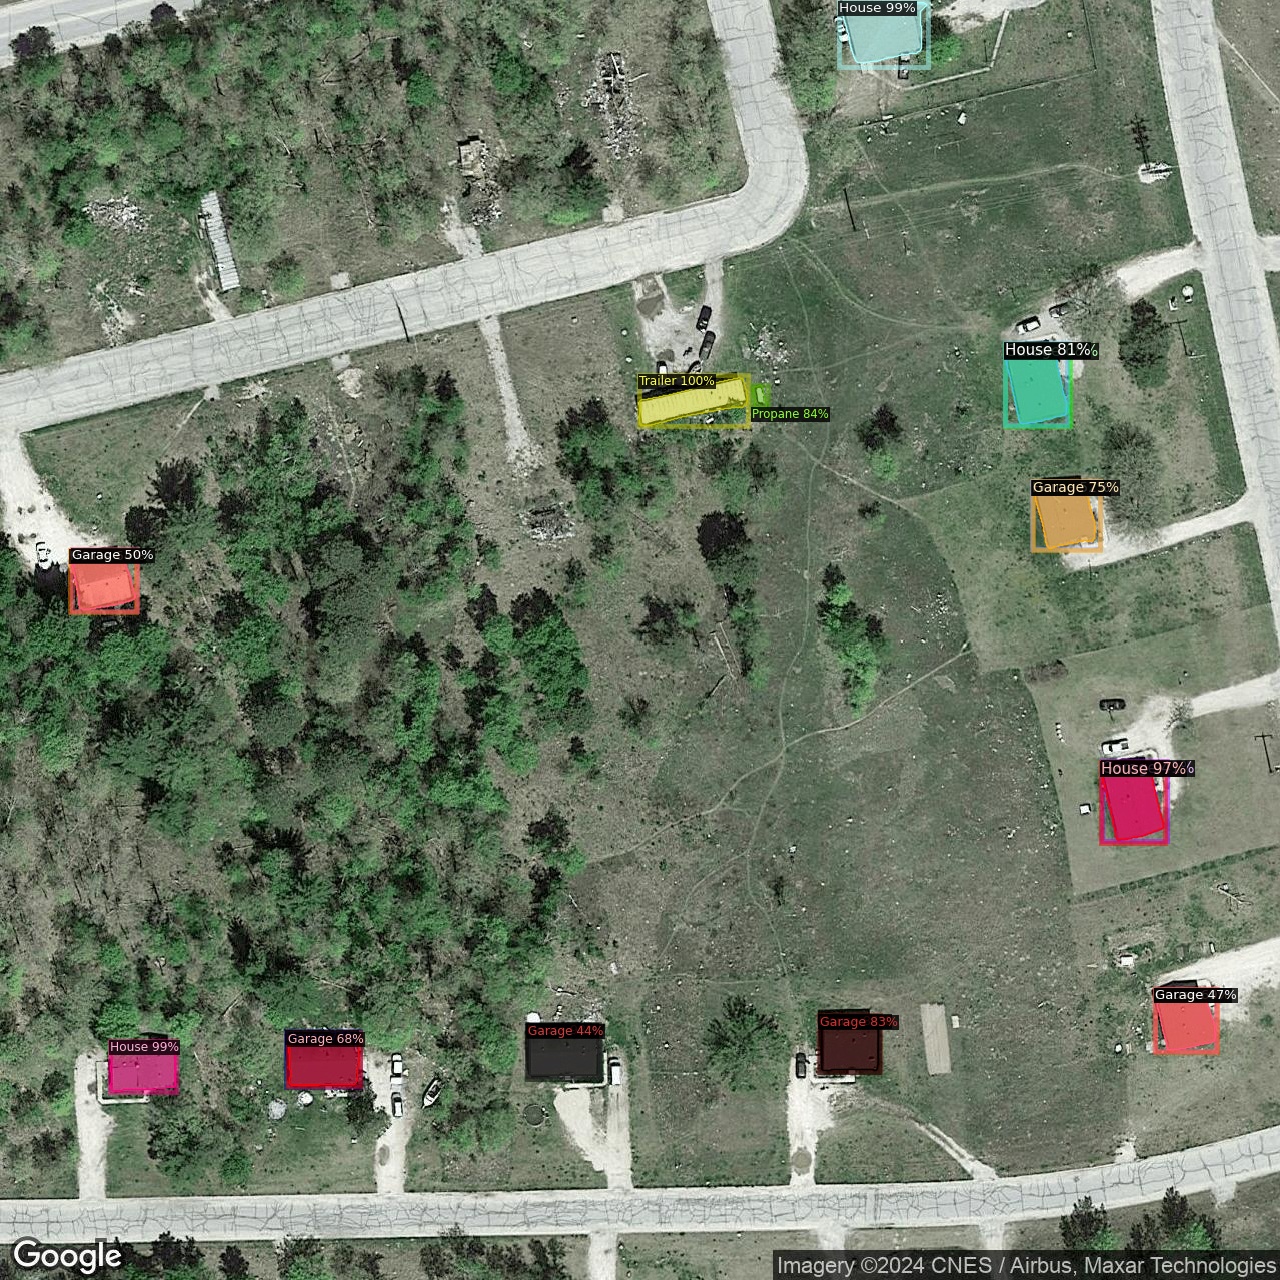 House 99%
Trailer 100%
Propane 84%
House 81%
Garage 75%
Garage 50%
House 97%
Garage 47%
House 99%
Garage 68%
Garage 44%
Garage 83%
Google
Imagery ©2024 CNES / Airbus, Maxar Technologies